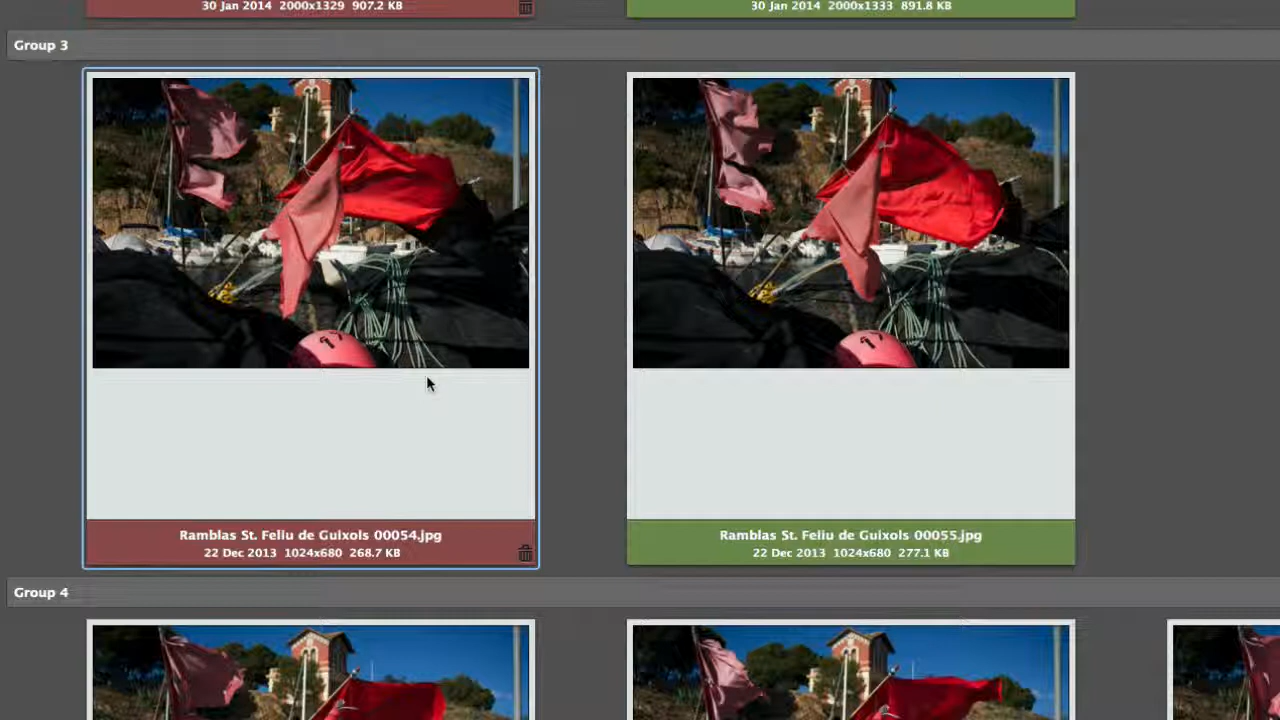 30 Jan 2014 2000x1329 907.2 KB
30 Jan 2014 2000x1333 891.8 KB
Group 3
Ramblas St. Feliu de Guixols 00054.jpg
22 Dec 2013 1024x680 268.7 KB
Ramblas St. Feliu de Guixols 00055.jpg
22 Dec 2013 1024x680 277.1 KB
Group 4